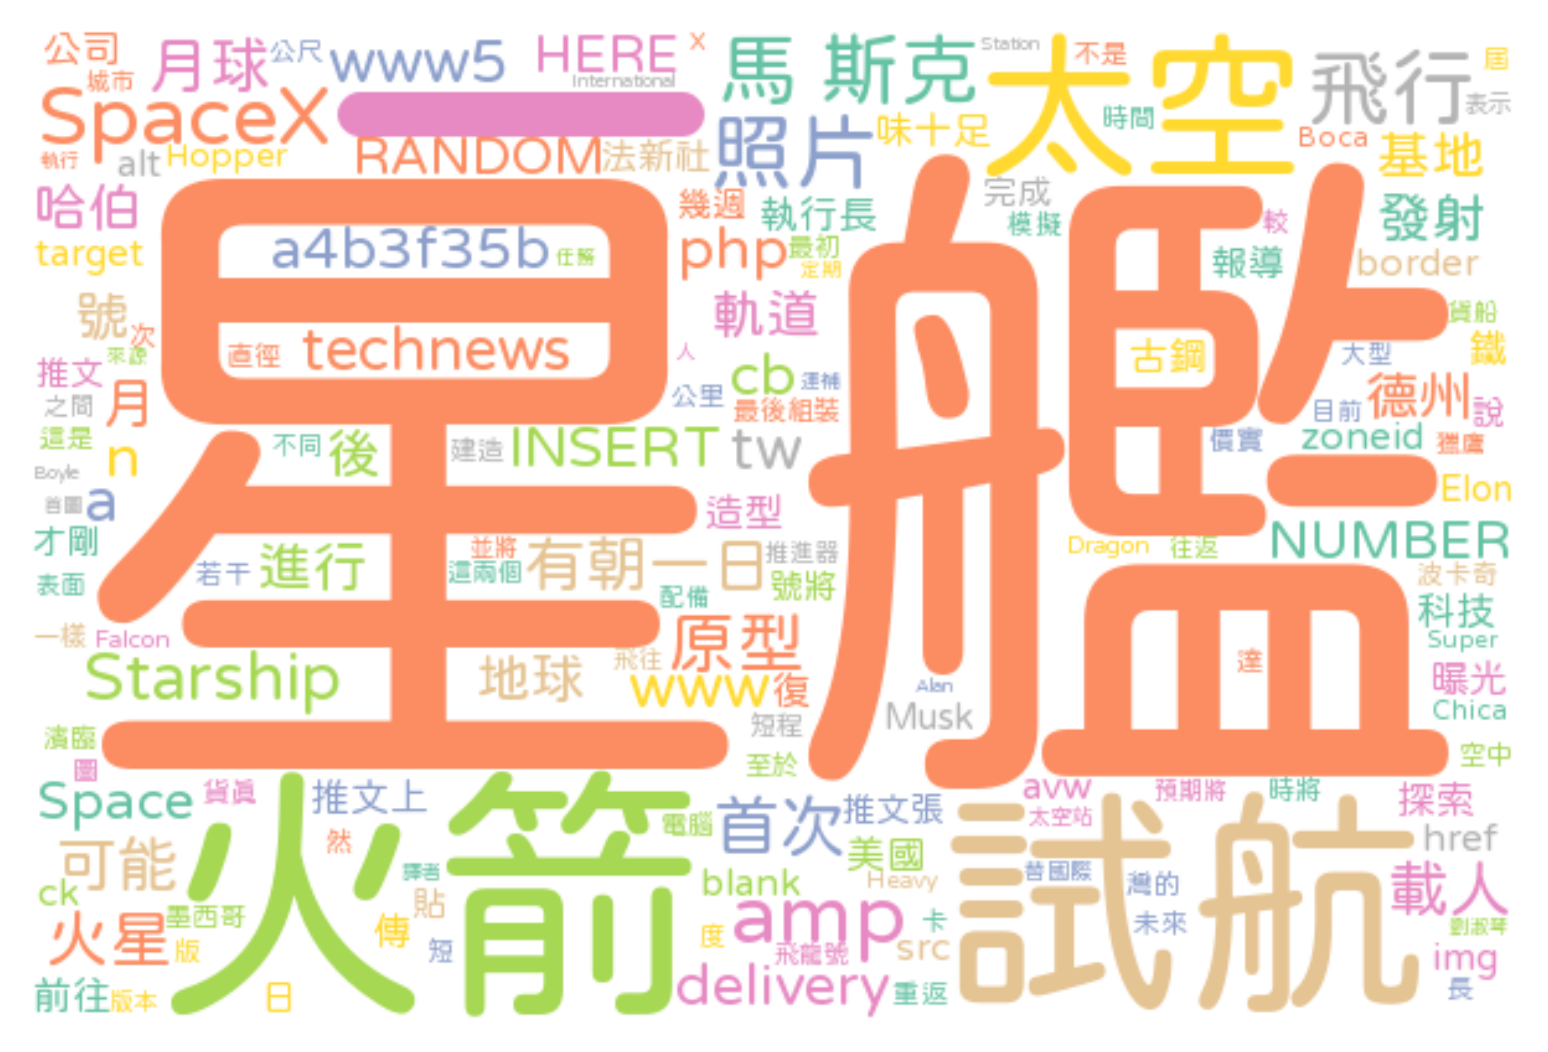 公司
城市
月球
公尺
www5
HERE
International
X
馬 斯克
Station
太空
不是
飛行
屆
表示
SpaceX
執行
alt
Hopper
RANDOM
法新社
照片
味十足
時間
Boca
基地
哈伯
target
幾週
執行長
完成
模擬
較
發射
a4b3f35b
任務
php
最初
定期
報導
border
星艦
號
次
來源
直徑
technews
軌道
人
古鋼
大型
貨船
鐵
推文
之間
月
公里
cb
運補
最後組裝
目前
德州
說
這是
n
不同
後
建造
INSERT
tw
價實
zoneid
獵鷹
Boyle
首圖
a
造型
Elon
才剛
若干
進行
並將
這兩個
有朝一日
推進器
號將
Dragon
往返
NUMBER
表面
配備
波卡奇
科技
一樣
Falcon
Starship
地球
飛往
原型
www
復
Alan
Musk
達
Super
曝光
Chica
濱臨
圖
短程
至於
空中
Space
貨真
推文上
火箭
電腦
首次
推文張
avw
太空站
預期將
時將
探索
可能
然
譯者
美國
Heavy
試航
昔國際
灣的
href
ck
墨西哥
貼
blank
載人
火星
版
傳
短
度
amp
飛龍號
卡
src
未來
劉淑琴
img
前往
版本
日
delivery
重返
長